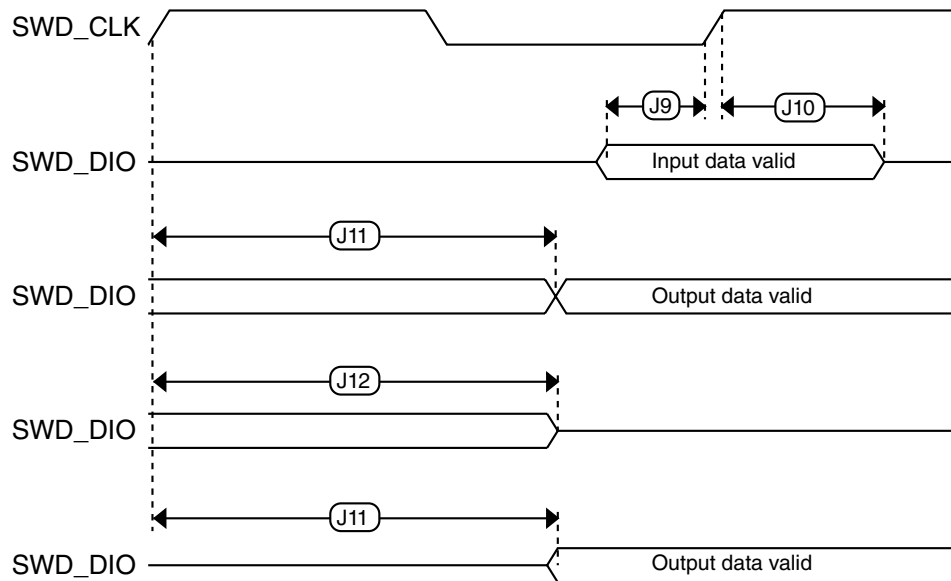 SWD_CLK
J9
J10
SWD_DIO
Input data valid
J11
SWD_DIO
Output data valid
J12
SWD_DIO
J11
SWD_DIO
Output data valid